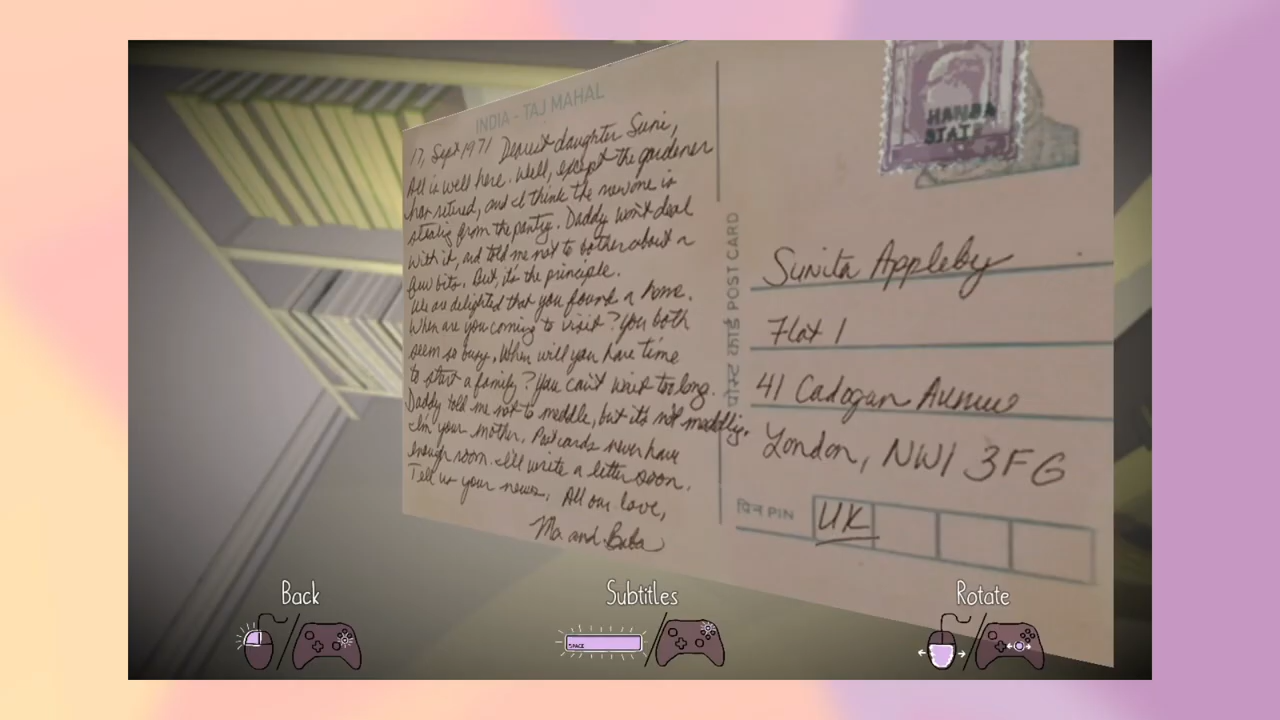 INDIA - TAJ MAHAL
17, Sept 1971 Dearest daughter Suni,
All is well here. Well, except the gardener
has retired, and I think the new one is
stealing from the pantry. Daddy won't deal
with it, and told me not to bother about a
few bits. But, it's the principle.
We are delighted that you found a home.
When are you coming to visit? You both
seem so busy. When will you have time
to start a family? You can't wait too long.
Daddy told me not to meddle, but it's not meddling.
I'm your mother. Postcards never have
enough room. I'll write a letter soon.
Tell us your news. All our love,
Ma and Baba
पोस्ट कार्ड POST CARD
STATE
Sunita Appleby
Flat 1
41 Cadogan Avenue
London, NW1 3FG
पिन PIN UK
Back
Subtitles
Rotate
SPACE